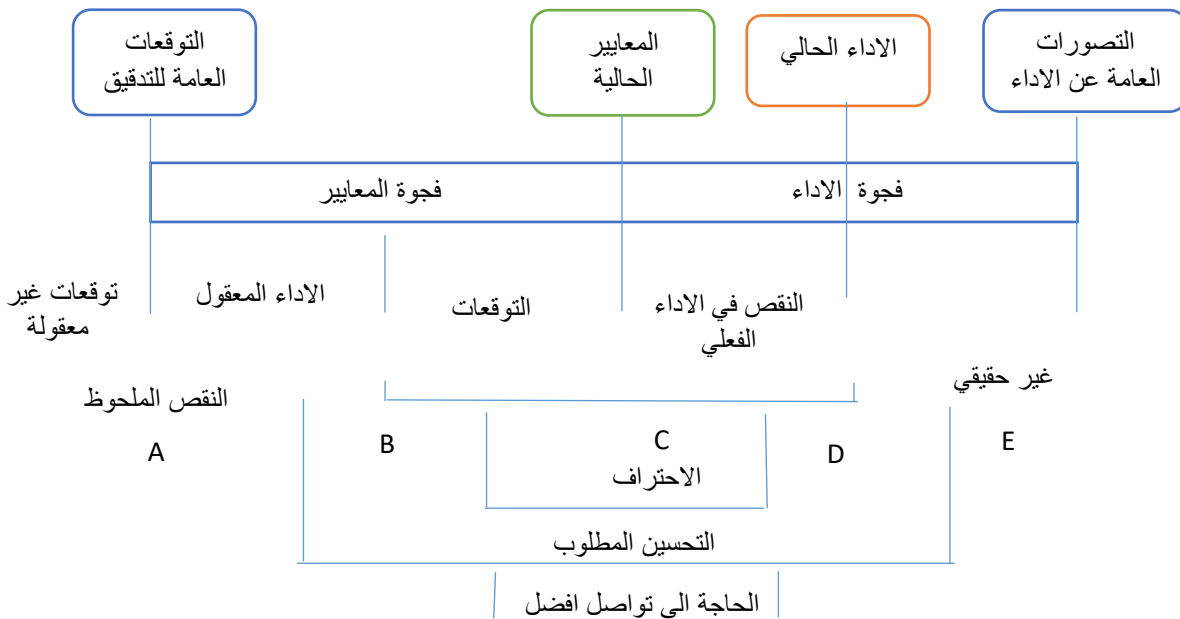 التوقعات
العامة للتدقيق
المعايير
الحالية
الاداء الحالي
التصورات
العامة عن الاداء
فجوة المعايير
فجوة الاداء
توقعات غير
معقولة
الاداء المعقول
التوقعات
النقص في الاداء
الفعلي
غير حقيقي
النقص الملحوظ
A
B
C
D
E
الاحتراف
التحسين المطلوب
الحاجة الى تواصل افضل